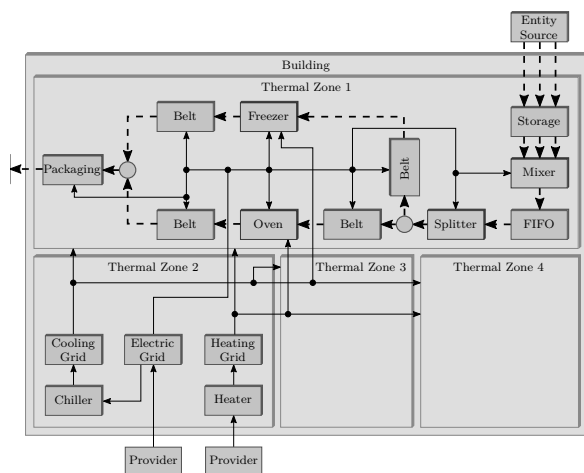 Entity
Source
Building
Thermal Zone 1
Belt
Freezer
Storage
Packaging
Belt
Mixer
Belt
Oven
Belt
Splitter
FIFO
Thermal Zone 2
Thermal Zone 3
Thermal Zone 4
Cooling
Grid
Electric
Grid
Heating
Grid
Chiller
Heater
Provider
Provider